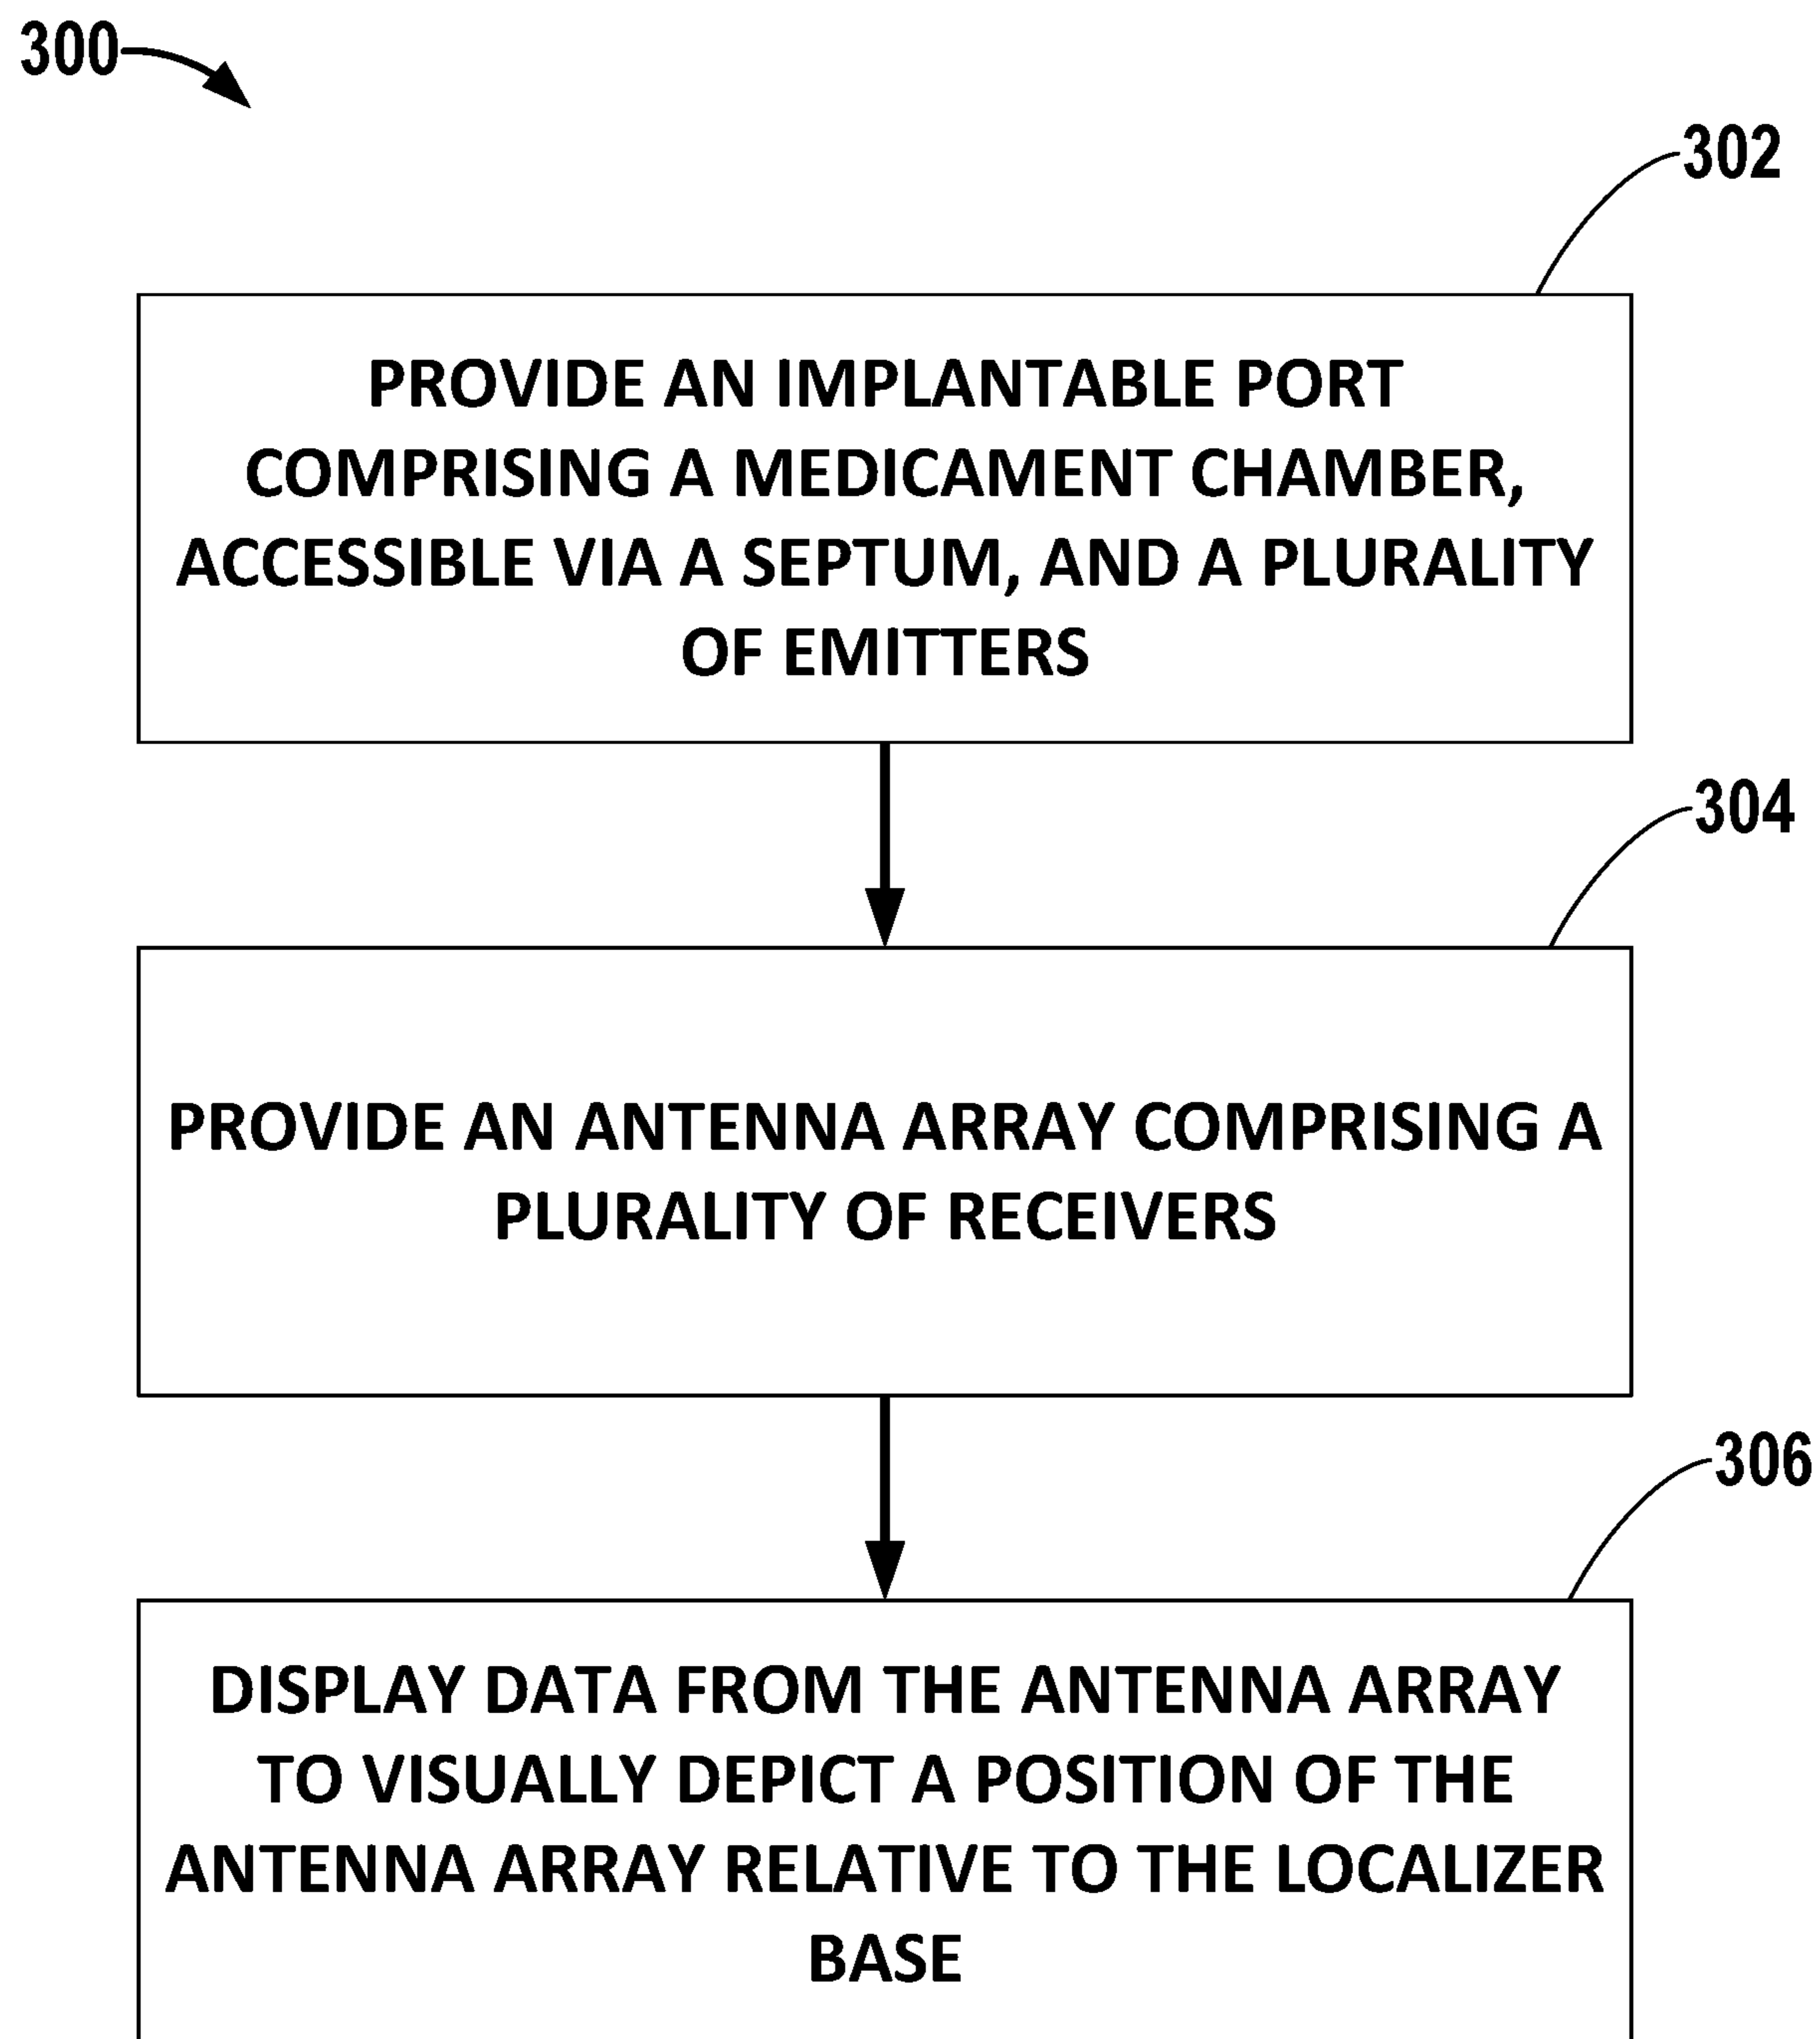 300
302
PROVIDE AN IMPLANTABLE PORT
COMPRISING A MEDICAMENT CHAMBER,
ACCESSIBLE VIA A SEPTUM, AND A PLURALITY
OF EMITTERS
304
PROVIDE AN ANTENNA ARRAY COMPRISING A
PLURALITY OF RECEIVERS
306
DISPLAY DATA FROM THE ANTENNA ARRAY
TO VISUALLY DEPICT A POSITION OF THE
ANTENNA ARRAY RELATIVE TO THE LOCALIZER
BASE